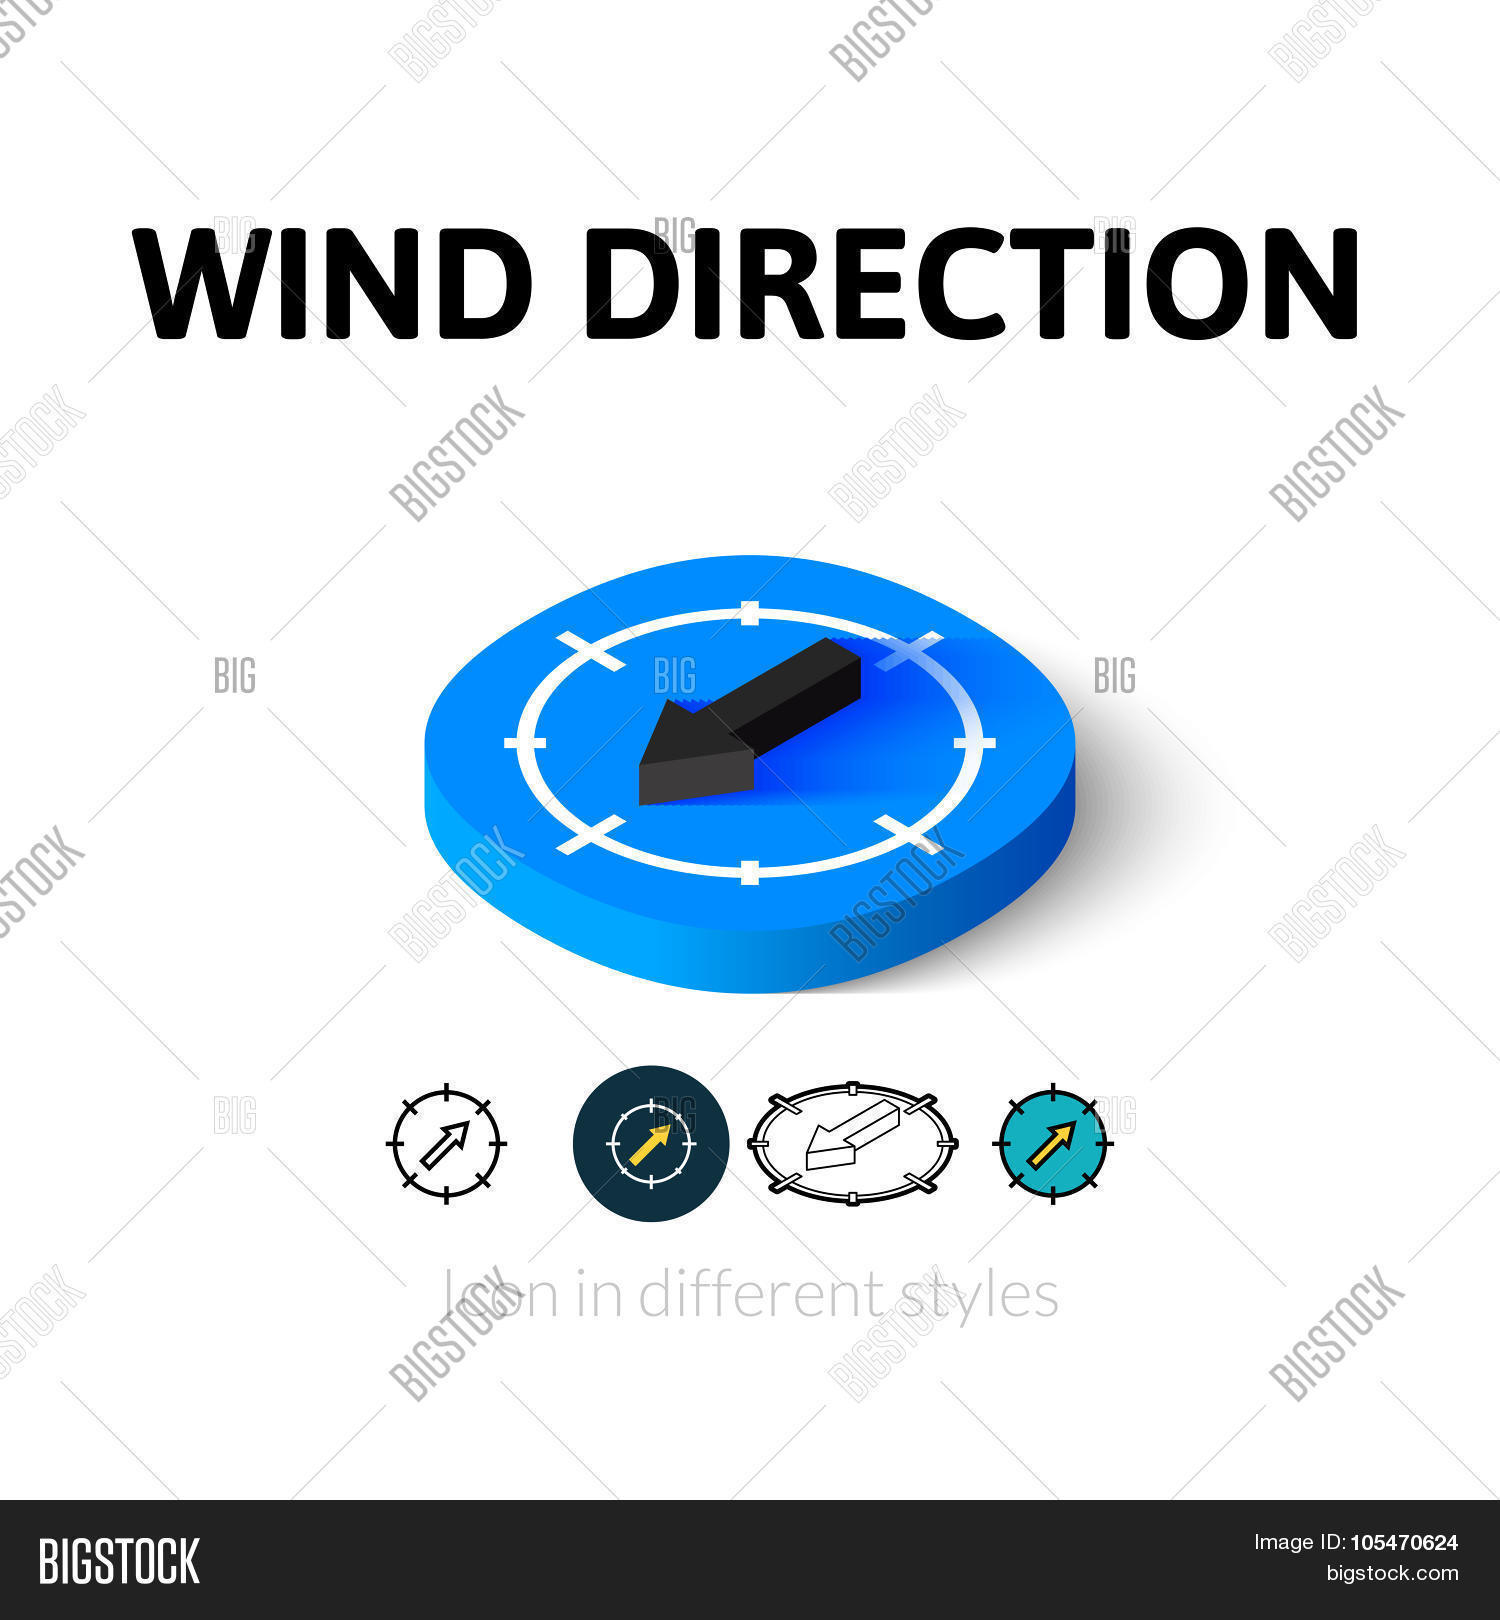 WIND DIRECTION
Icon in different styles
BIGSTOCK
Image ID: 105470624
bigstock.com